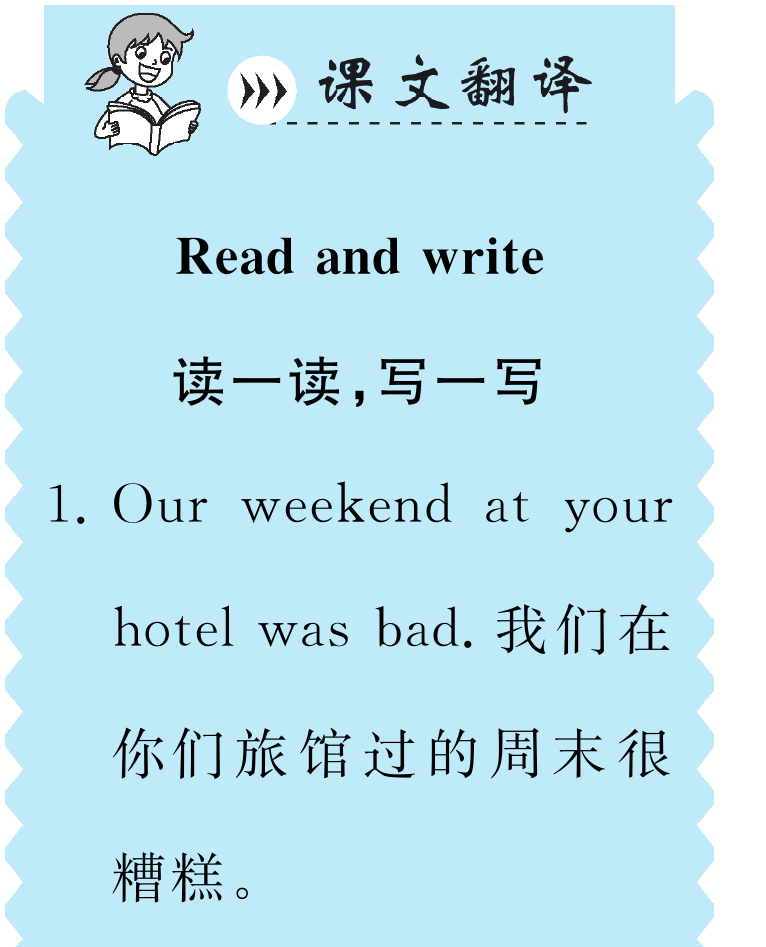 课文翻译
Read and write
读一读,写一写
1. Our weekend at your
hotel was bad. 我们在
你们旅馆过的周末很
糟糕。